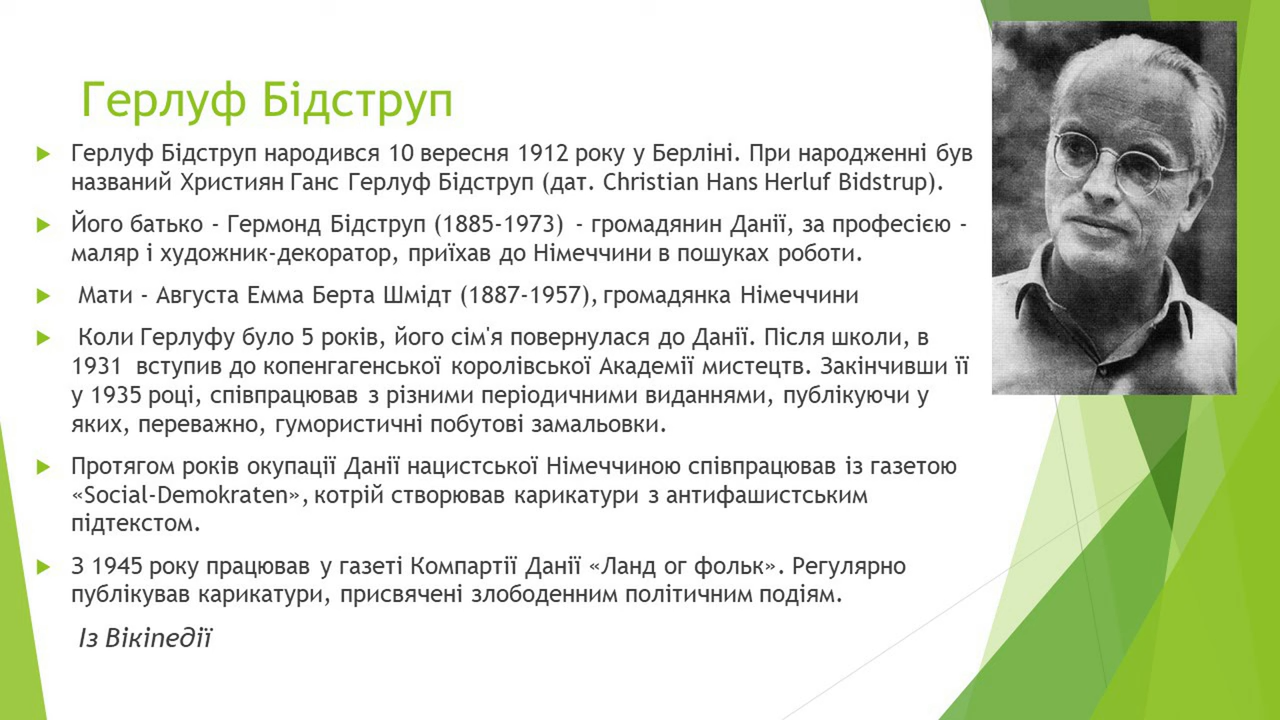 Герлуф Бідструп
Герлуф Бідструп народився 10 вересня 1912 року у Берліні. При народженні був
названий Християн Ганс Герлуф Бідструп (дат. Christian Hans Herluf Bidstrup).
Його батько - Гермонд Бідструп (1885-1973) - громадянин Данії, за професією -
маляр і художник-декоратор, приїхав до Німеччини в пошуках роботи.
Мати - Августа Емма Берта Шмідт (1887-1957), громадянка Німеччини
Коли Герлуфу було 5 років, його сім'я повернулася до Данії. Після школи, в
1931 вступив до копенгагенської королівської Академії мистецтв. Закінчивши її
у 1935 році, співпрацював з різними періодичними виданнями, публікуючи у
яких, переважно, гумористичні побутові замальовки.
Протягом років окупації Данії нацистської Німеччиною співпрацював із газетою
«Social-Demokraten», котрій створював карикатури з антифашистським
підтекстом.
З 1945 року працював у газеті Компартії Данії «Ланд ог фольк». Регулярно
публікував карикатури, присвячені злободенним політичним подіям.
Із Вікіпедії